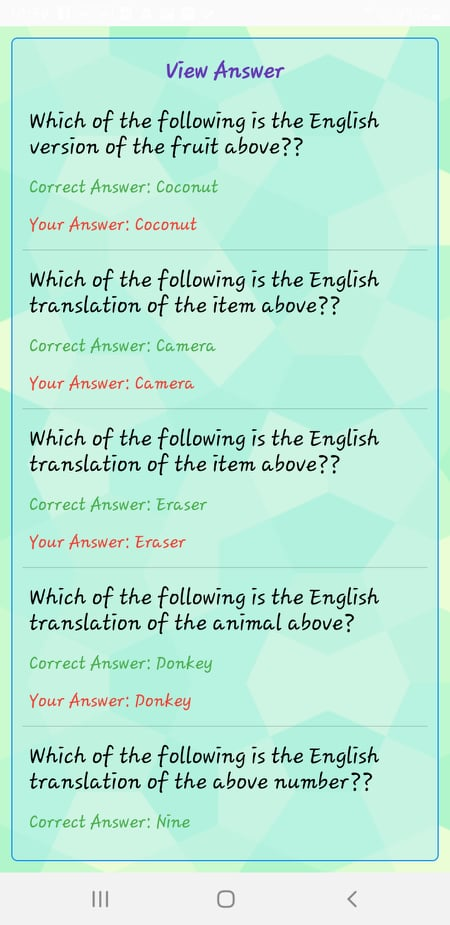 View Answer
Which of the following is the English
version of the fruit above??
Correct Answer: Coconut
Your Answer: Coconut
Which of the following is the English
translation of the item above??
Correct Answer: Camera
Your Answer: Camera
Which of the following is the English
translation of the item above??
Correct Answer: Eraser
Your Answer: Eraser
Which of the following is the English
translation of the animal above?
Correct Answer: Donkey
Your Answer: Donkey
Which of the following is the English
translation of the above number??
Correct Answer: Nine